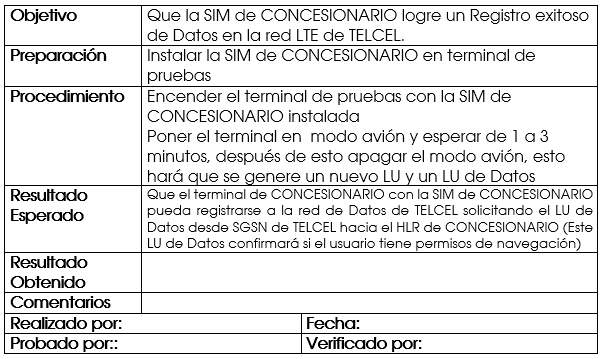 Objetivo Que la SIM de CONCESIONARIO logre un Registro exitoso
de Datos en la red LTE de TELCEL.
Preparación Instalar la SIM de CONCESIONARIO en terminal de
pruebas
Procedimiento Encender el terminal de pruebas con la SIM de
CONCESIONARIO instalada
Poner el terminal en modo avión y esperar de 1 a 3
minutos, después de esto apagar el modo avión, esto
hará que se genere un nuevo LU y un LU de Datos
Resultado Esperado Que el terminal de CONCESIONARIO con la SIM de CONCESIONARIO
pueda registrarse a la red de Datos de TELCEL solicitando el LU de
Datos desde SGSN de TELCEL hacia el HLR de CONCESIONARIO (Este
LU de Datos confirmará si el usuario tiene permisos de navegación)
Resultado
Obtenido
Comentarios
Realizado por: Fecha:
Probado por:: Verificado por: